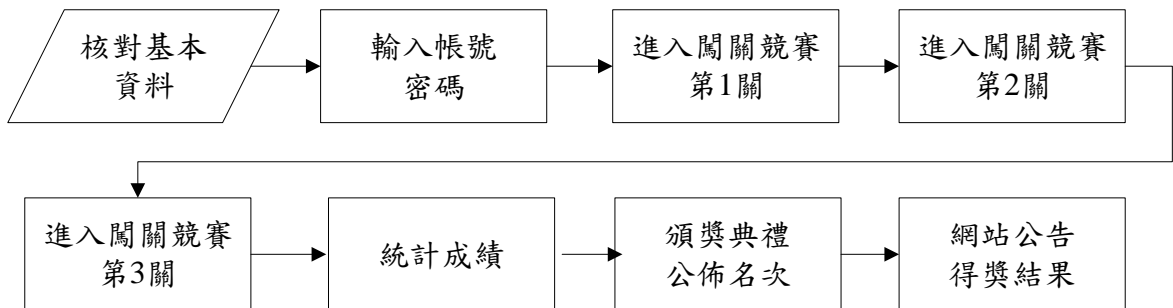 核對基本
資料
輸入帳號
密碼
進入闖關競賽
第1關
進入闖關競賽
第2關
進入闖關競賽
第3關
統計成績
頒獎典禮
公佈名次
網站公告
得獎結果